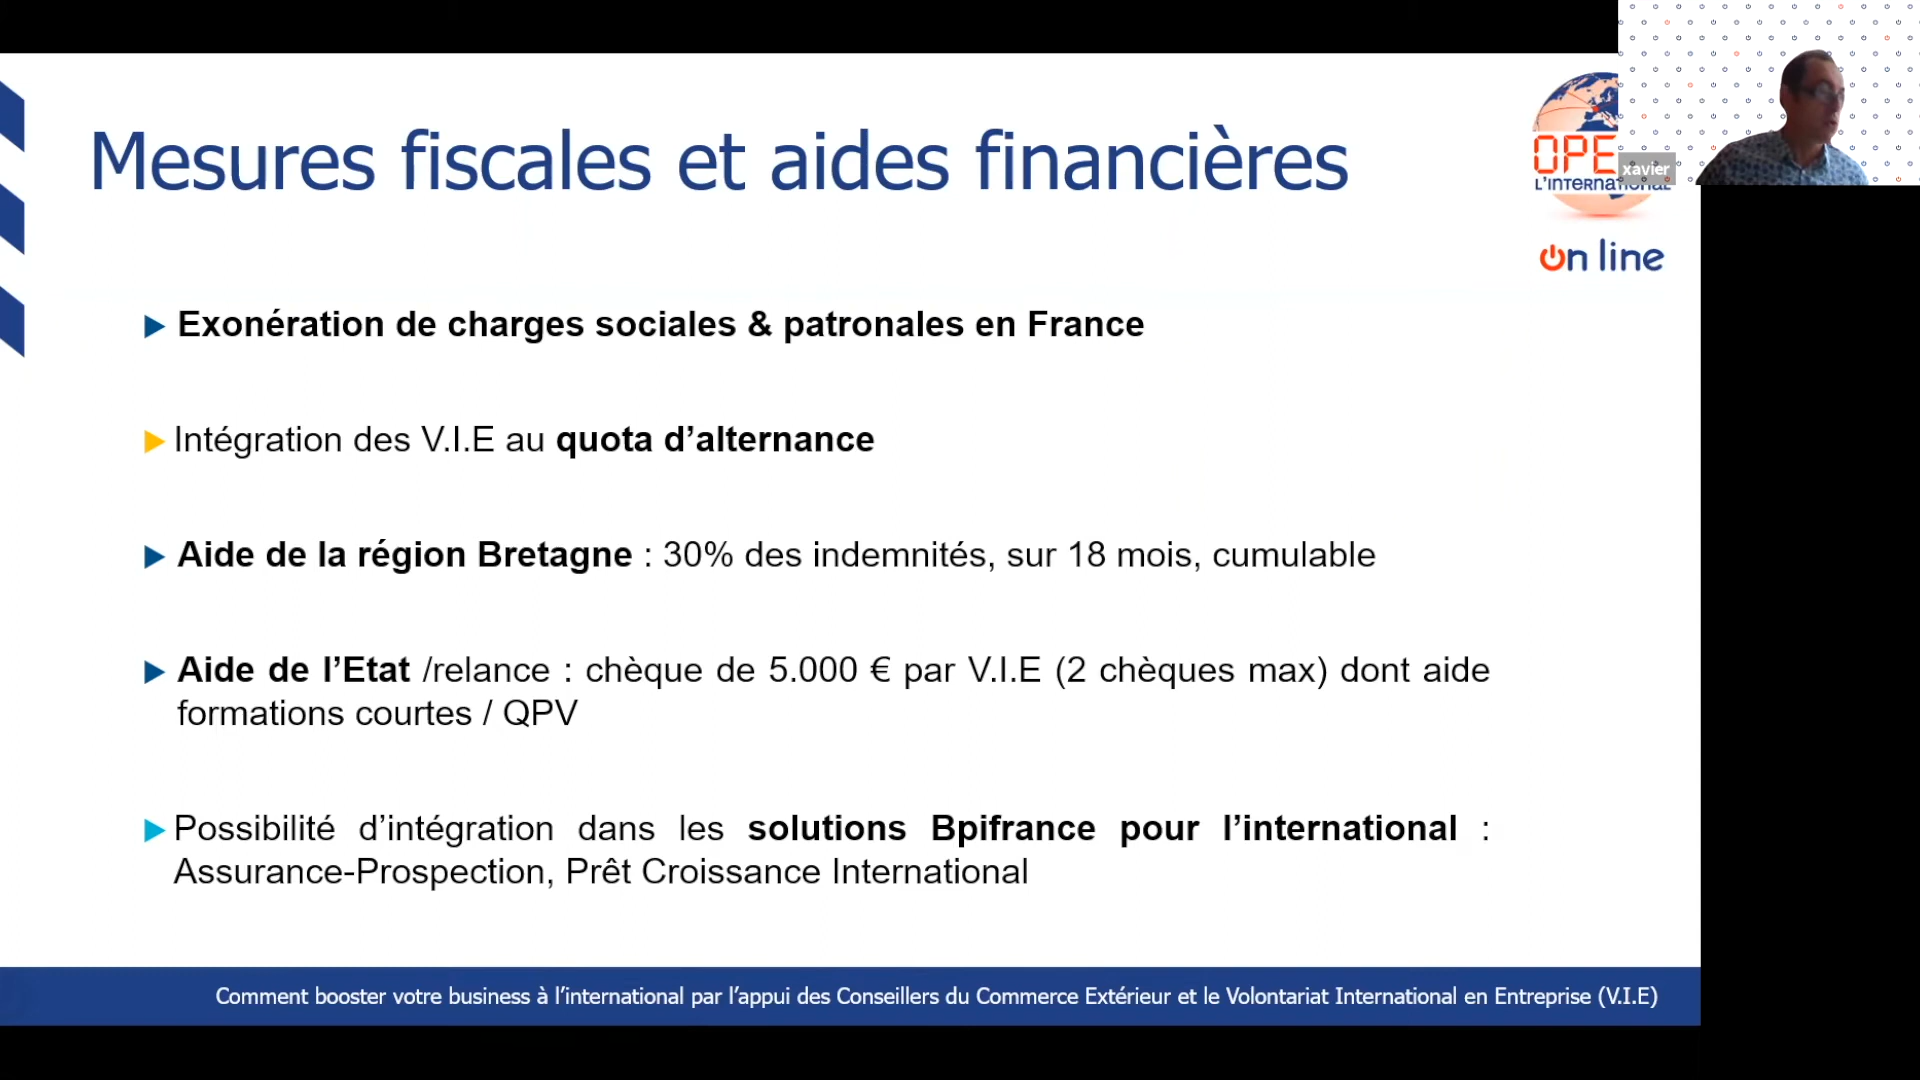 Mesures fiscales et aides financières
OPE
L'INTERNATIONAL
on line
xavier
Exonération de charges sociales & patronales en France
Intégration des V.I.E au quota d’alternance
Aide de la région Bretagne : 30% des indemnités, sur 18 mois, cumulable
Aide de l’Etat /relance : chèque de 5.000 € par V.I.E (2 chèques max) dont aide
formations courtes / QPV
Possibilité d’intégration dans les solutions Bpifrance pour l’international :
Assurance-Prospection, Prêt Croissance International
Comment booster votre business à l’international par l’appui des Conseillers du Commerce Extérieur et le Volontariat International en Entreprise (V.I.E)